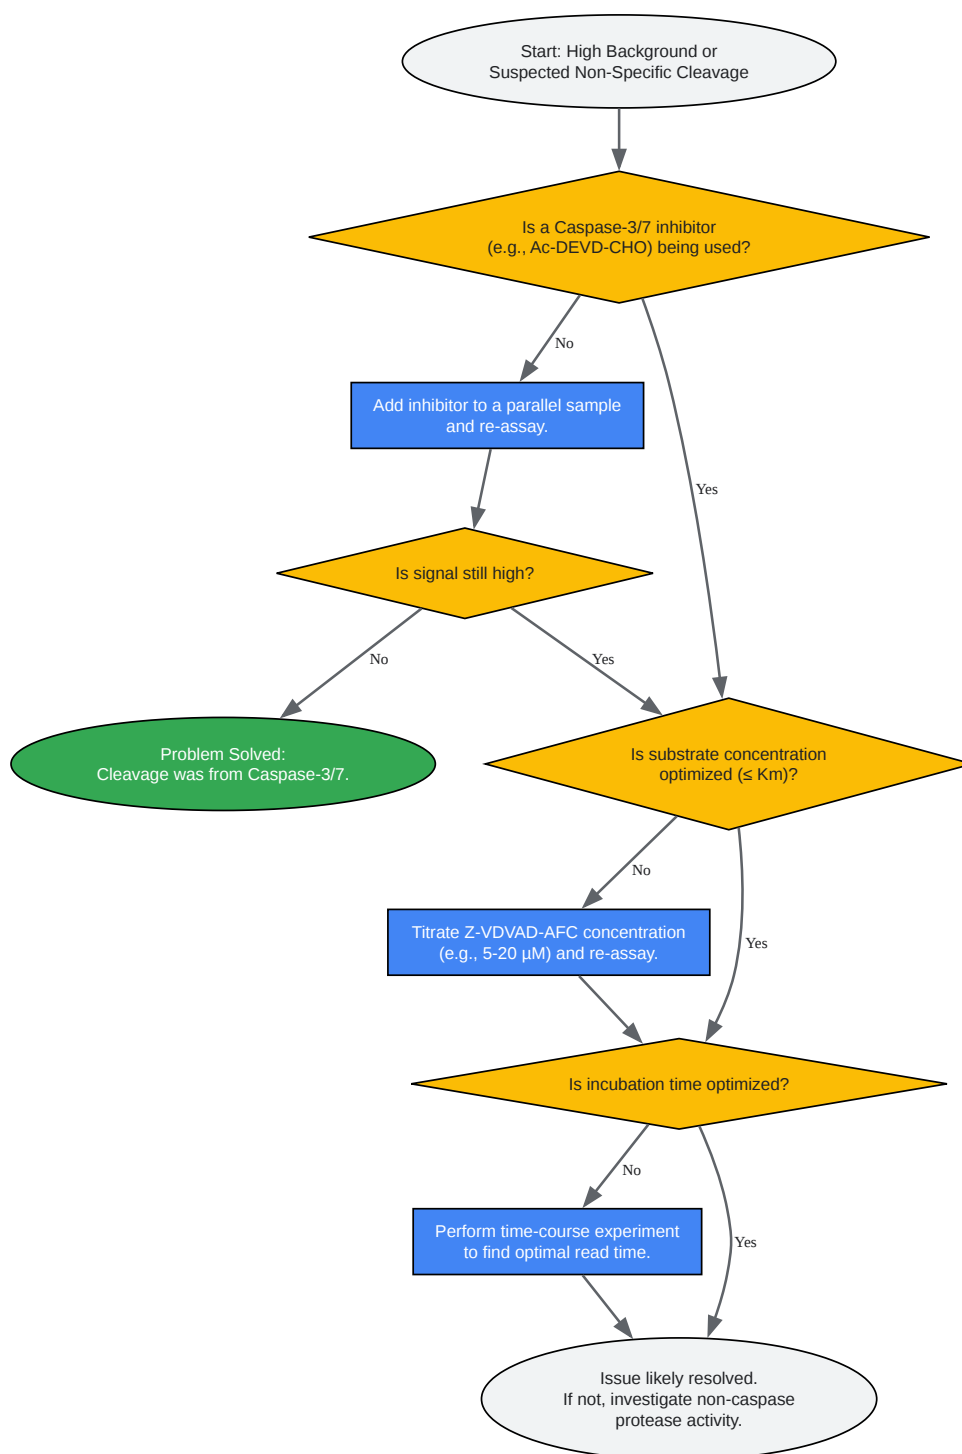 Start: High Background or
Suspected Non-Specific Cleavage
Is a Caspase-3/7 inhibitor
(e.g., Ac-DEVD-CHO) being used?
No
Add inhibitor to a parallel sample
and re-assay.
Yes
Is signal still high?
No
Yes
Problem Solved:
Cleavage was from Caspase-3/7.
Is substrate concentration
optimized (≤ Km)?
No
Titrate Z-VDVAD-AFC concentration
(e.g., 5-20 µM) and re-assay.
Yes
Is incubation time optimized?
No
Perform time-course experiment
to find optimal read time.
Yes
Issue likely resolved.
If not, investigate non-caspase
protease activity.